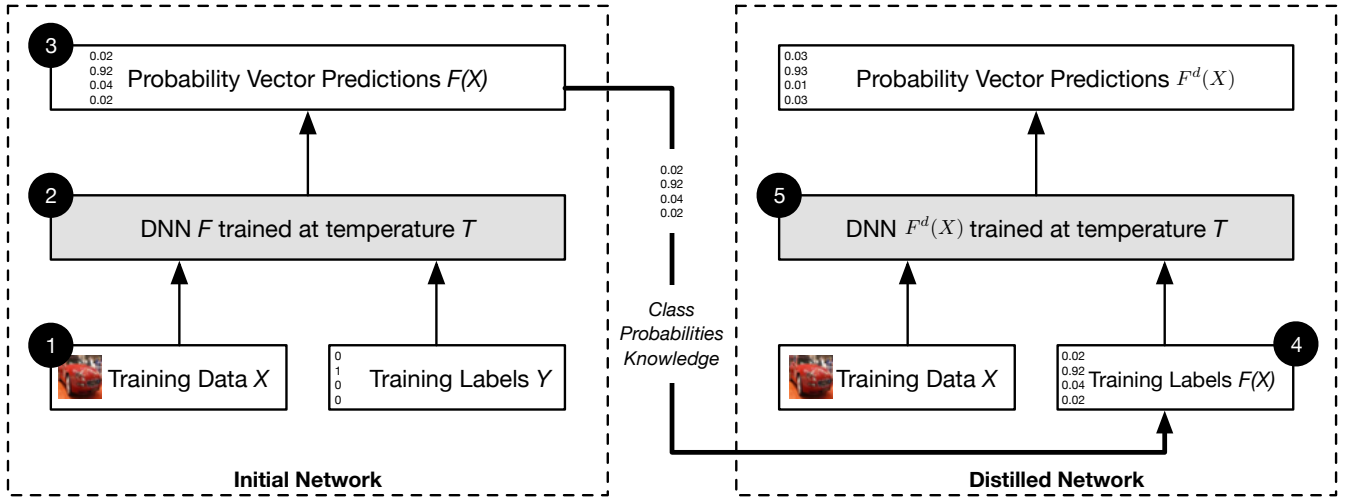 3
0.02
0.92
0.04
0.02
Probability Vector Predictions F(X)
2
DNN F trained at temperature T
1
Training Data X
0
1
0
0
Training Labels Y
Initial Network
0.02
0.92
0.04
0.02
Class
Probabilities
Knowledge
0.03
0.93
0.01
0.03
Probability Vector Predictions F^d(X)
5
DNN F^d(X) trained at temperature T
Training Data X
4
0.02
0.92
0.04
0.02
Training Labels F(X)
Distilled Network